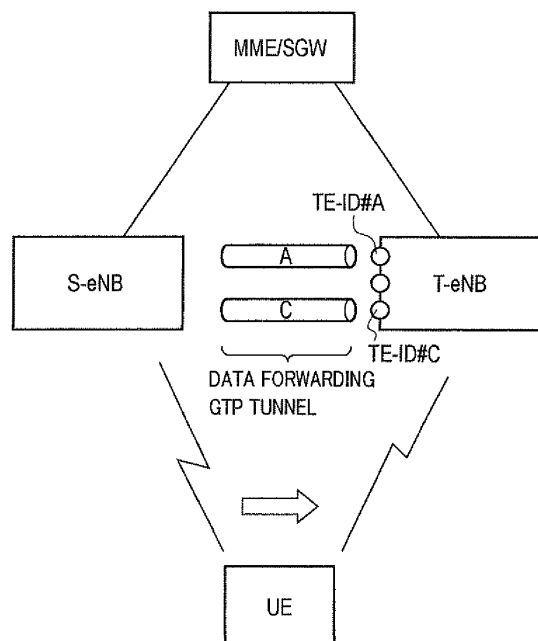 MME/SGW
TE-ID#A
S-eNB
A
T-eNB
C
TE-ID#C
DATA FORWARDING
GTP TUNNEL
UE